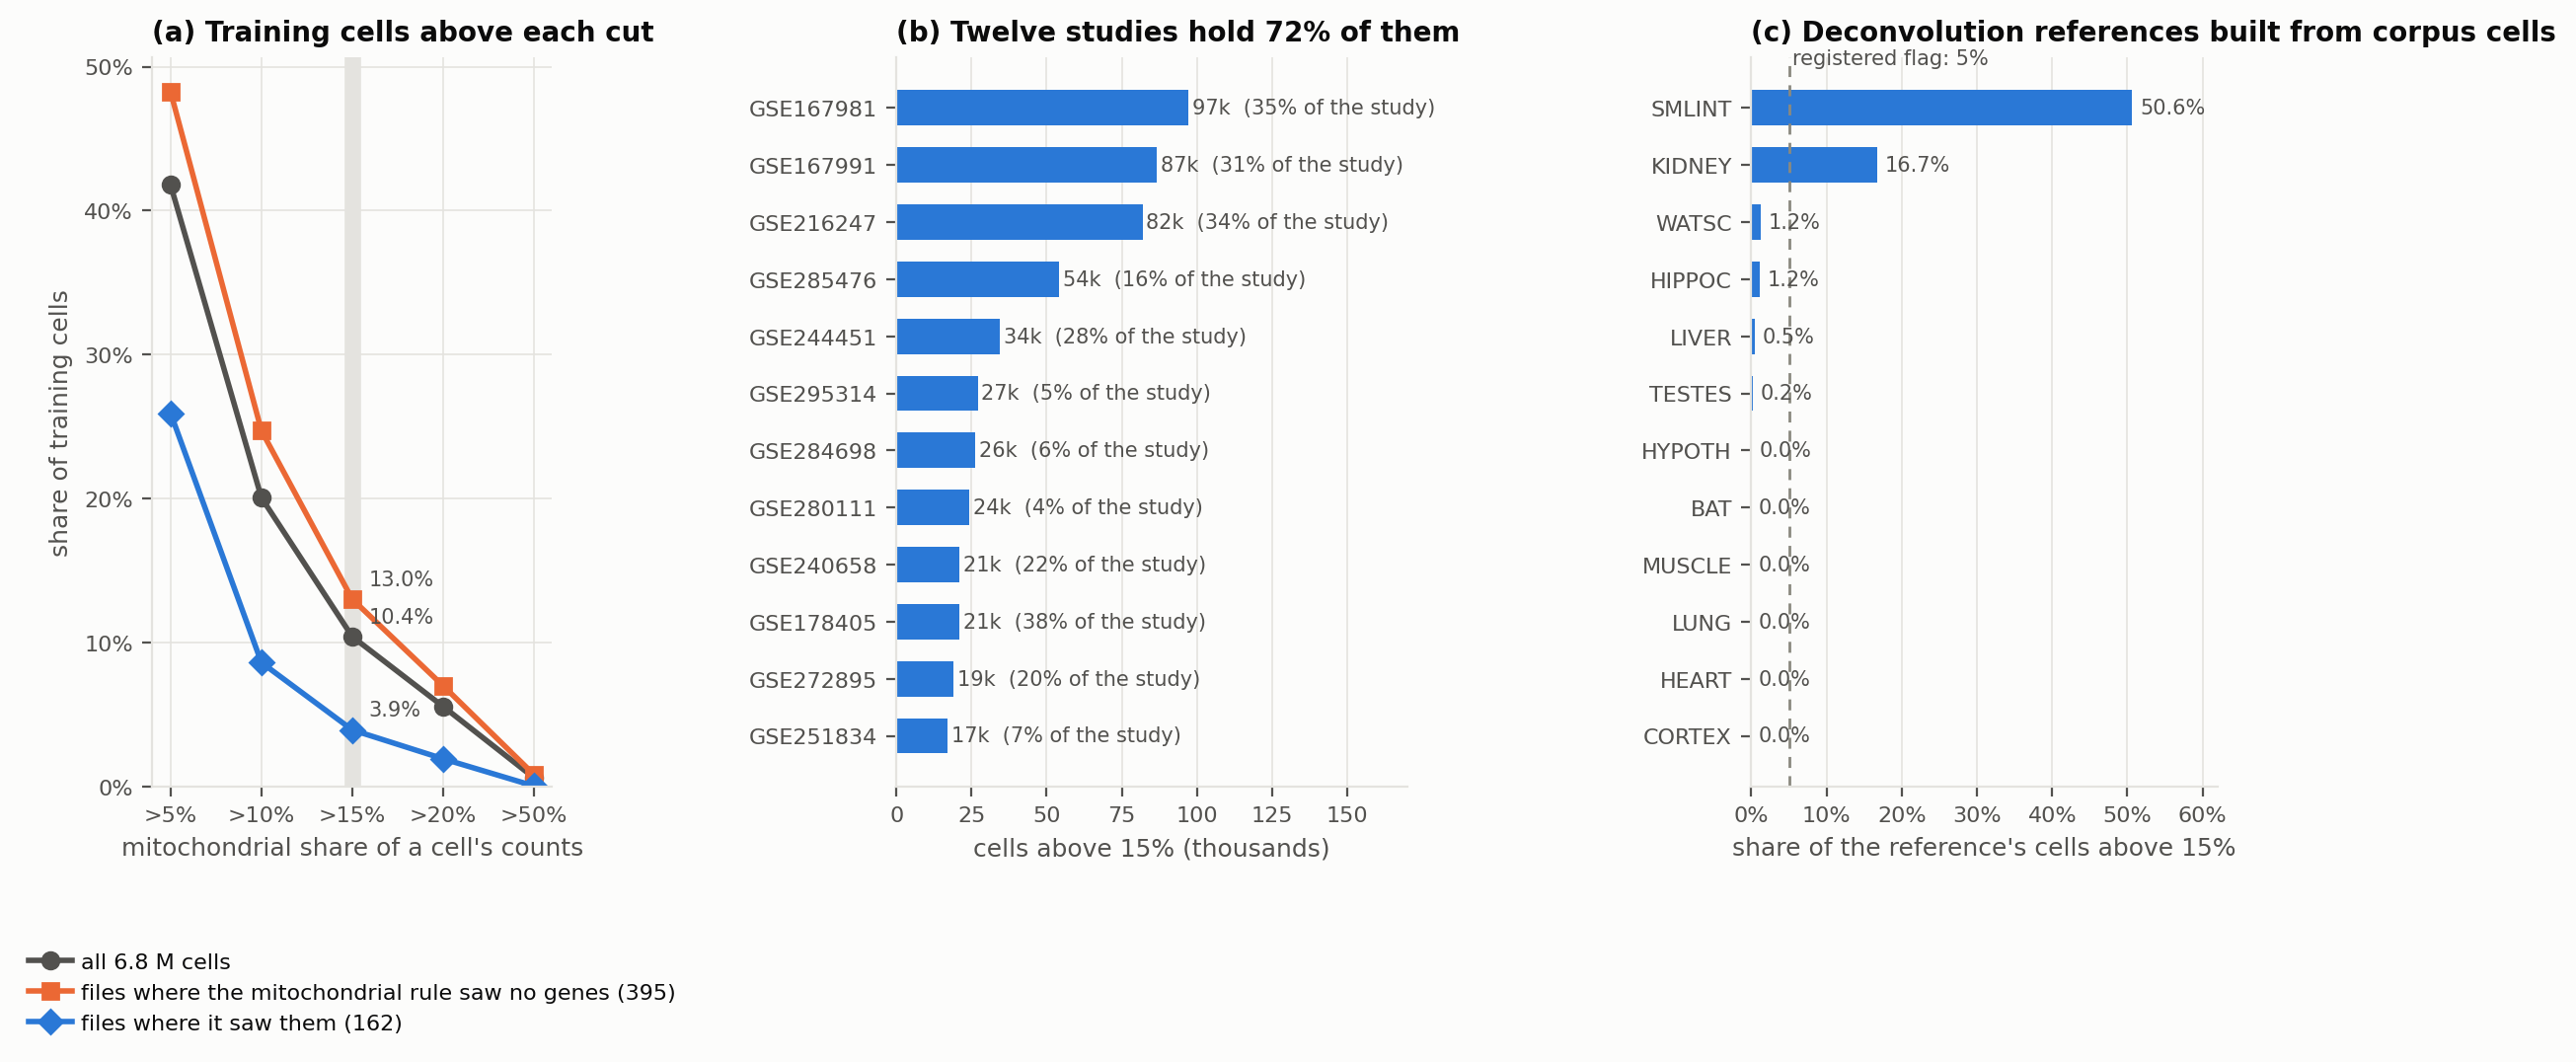 (a) Training cells above each cut
50%
40%
30%
20%
10%
0%
share of training cells
13.0%
10.4%
3.9%
>5% >10% >15% >20% >50%
mitochondrial share of a cell's counts
all 6.8 M cells
files where the mitochondrial rule saw no genes (395)
files where it saw them (162)
(b) Twelve studies hold 72% of them
GSE167981 97k (35% of the study)
GSE167991 87k (31% of the study)
GSE216247 82k (34% of the study)
GSE285476 54k (16% of the study)
GSE244451 34k (28% of the study)
GSE295314 27k (5% of the study)
GSE284698 26k (6% of the study)
GSE280111 24k (4% of the study)
GSE240658 21k (22% of the study)
GSE178405 21k (38% of the study)
GSE272895 19k (20% of the study)
GSE251834 17k (7% of the study)
0 25 50 75 100 125 150
cells above 15% (thousands)
(c) Deconvolution references built from corpus cells
registered flag: 5%
SMLINT 50.6%
KIDNEY 16.7%
WATSC 1.2%
HIPPOC 1.2%
LIVER 0.5%
TESTES 0.2%
HYPOTH 0.0%
BAT 0.0%
MUSCLE 0.0%
LUNG 0.0%
HEART 0.0%
CORTEX 0.0%
0% 10% 20% 30% 40% 50% 60%
share of the reference's cells above 15%